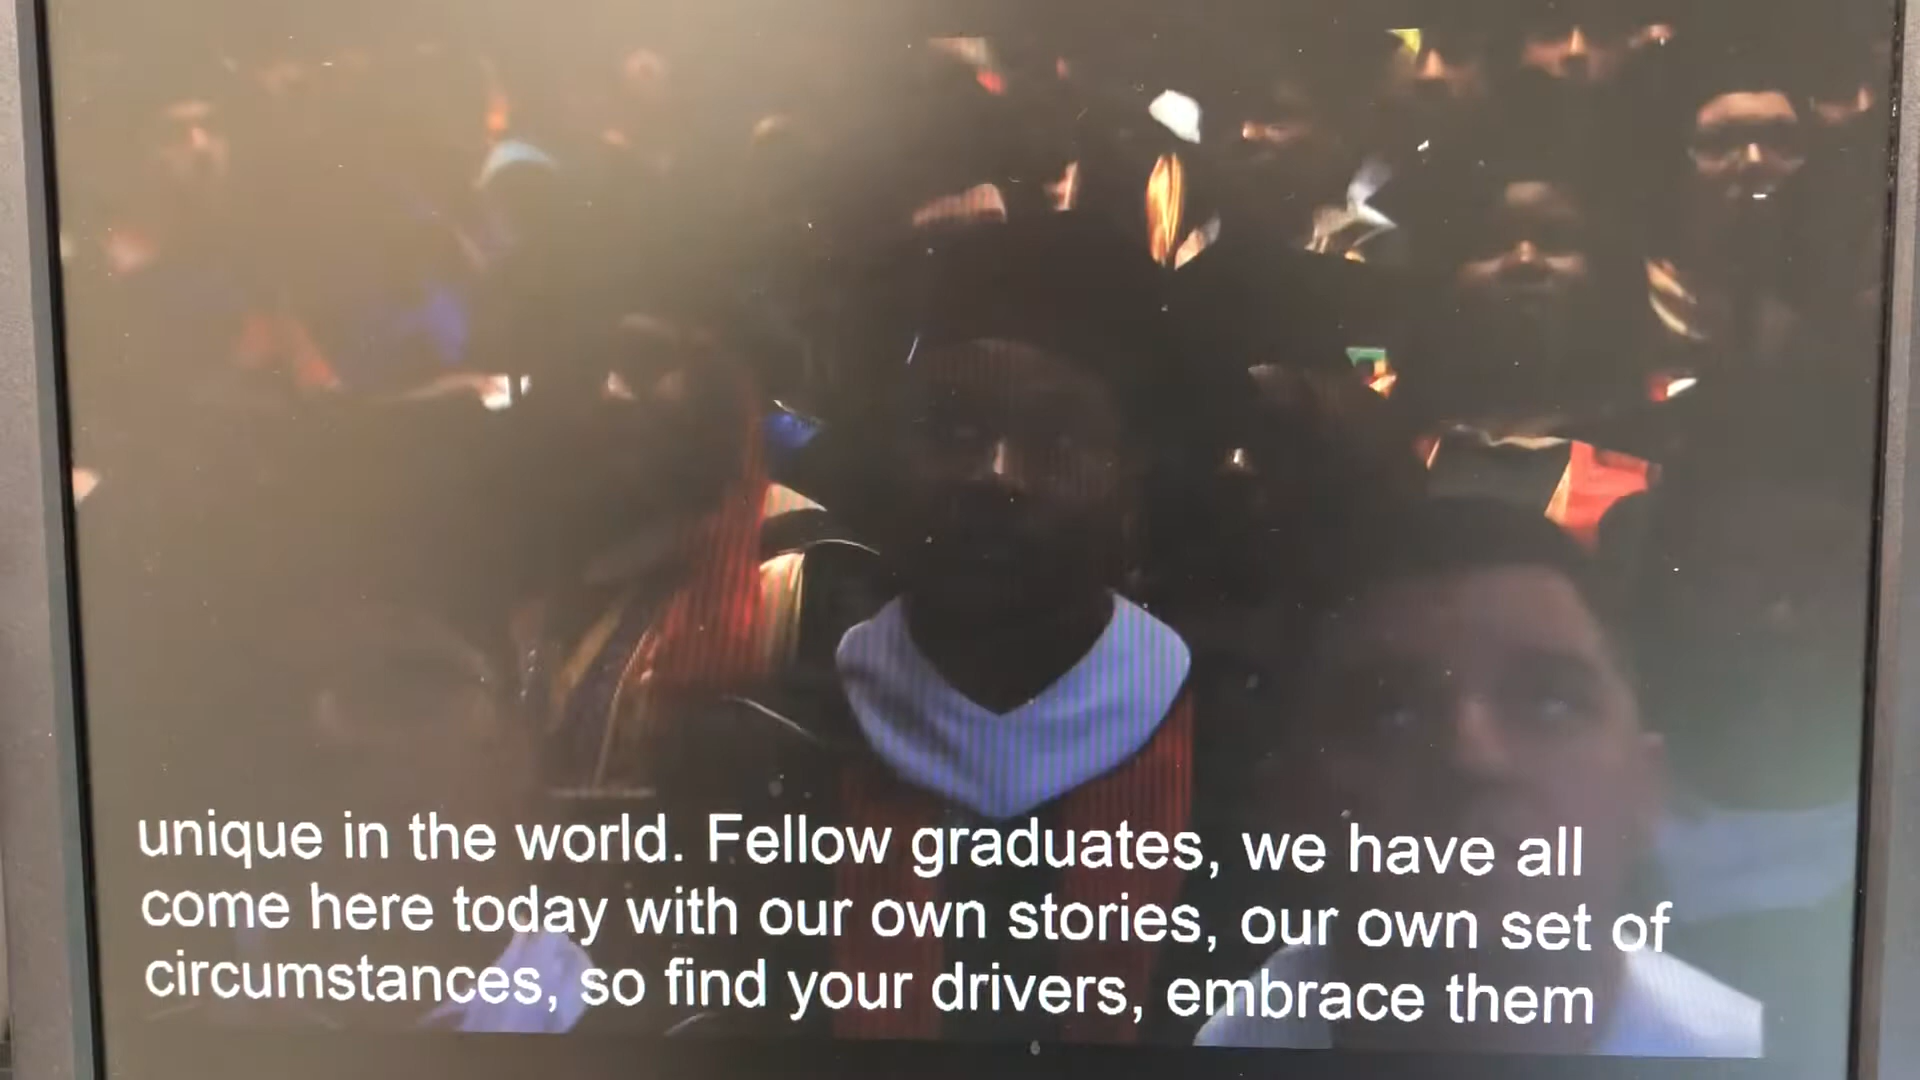 unique in the world. Fellow graduates, we have all
come here today with our own stories, our own set of
circumstances, so find your drivers, embrace them